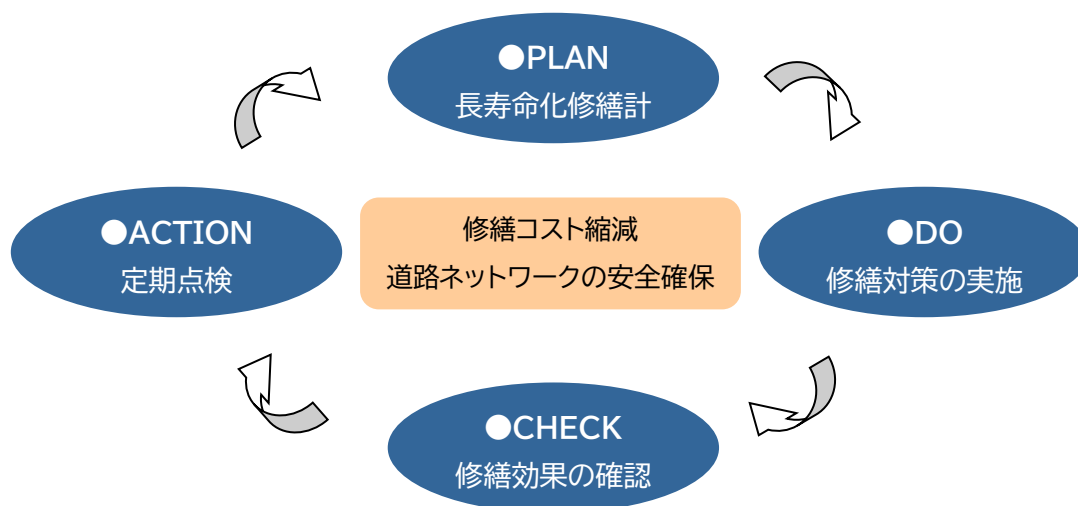 ●PLAN
長寿命化修繕計
●ACTION
定期点検
修繕コスト縮減
道路ネットワークの安全確保
●DO
修繕対策の実施
●CHECK
修繕効果の確認